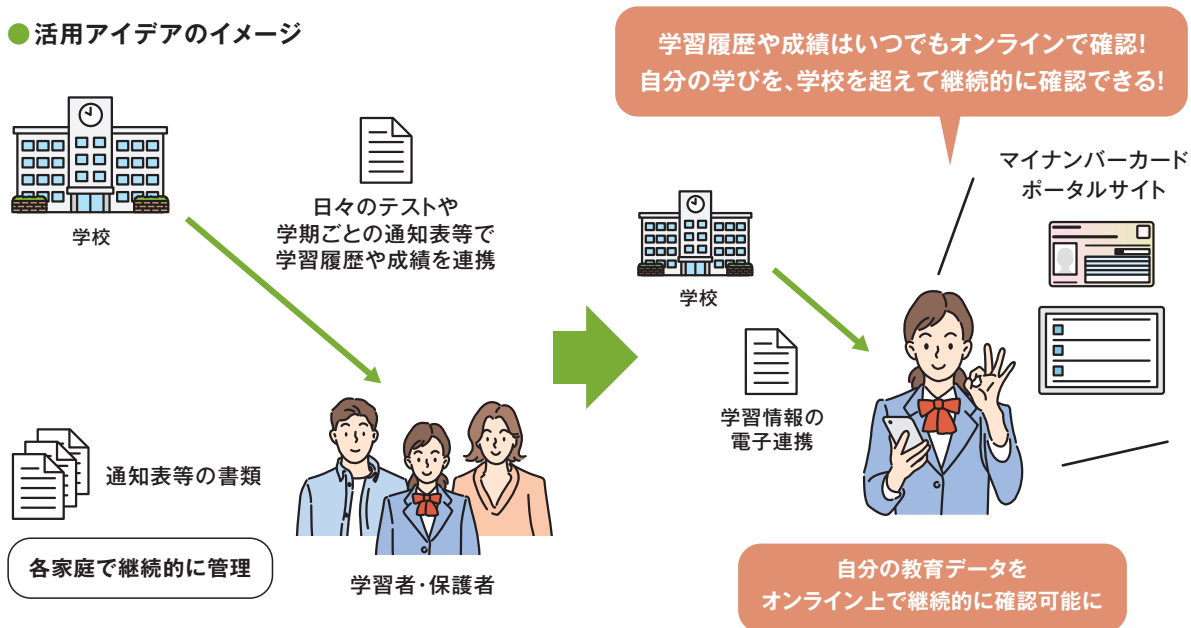 ●活用アイデアのイメージ
学校
日々のテストや
学期ごとの通知表等で
学習履歴や成績を連携
通知表等の書類
各家庭で継続的に管理
学習者・保護者
学習履歴や成績はいつでもオンラインで確認!
自分の学びを、学校を超えて継続的に確認できる!
マイナンバーカード
ポータルサイト
学校
学習情報の
電子連携
自分の教育データを
オンライン上で継続的に確認可能に